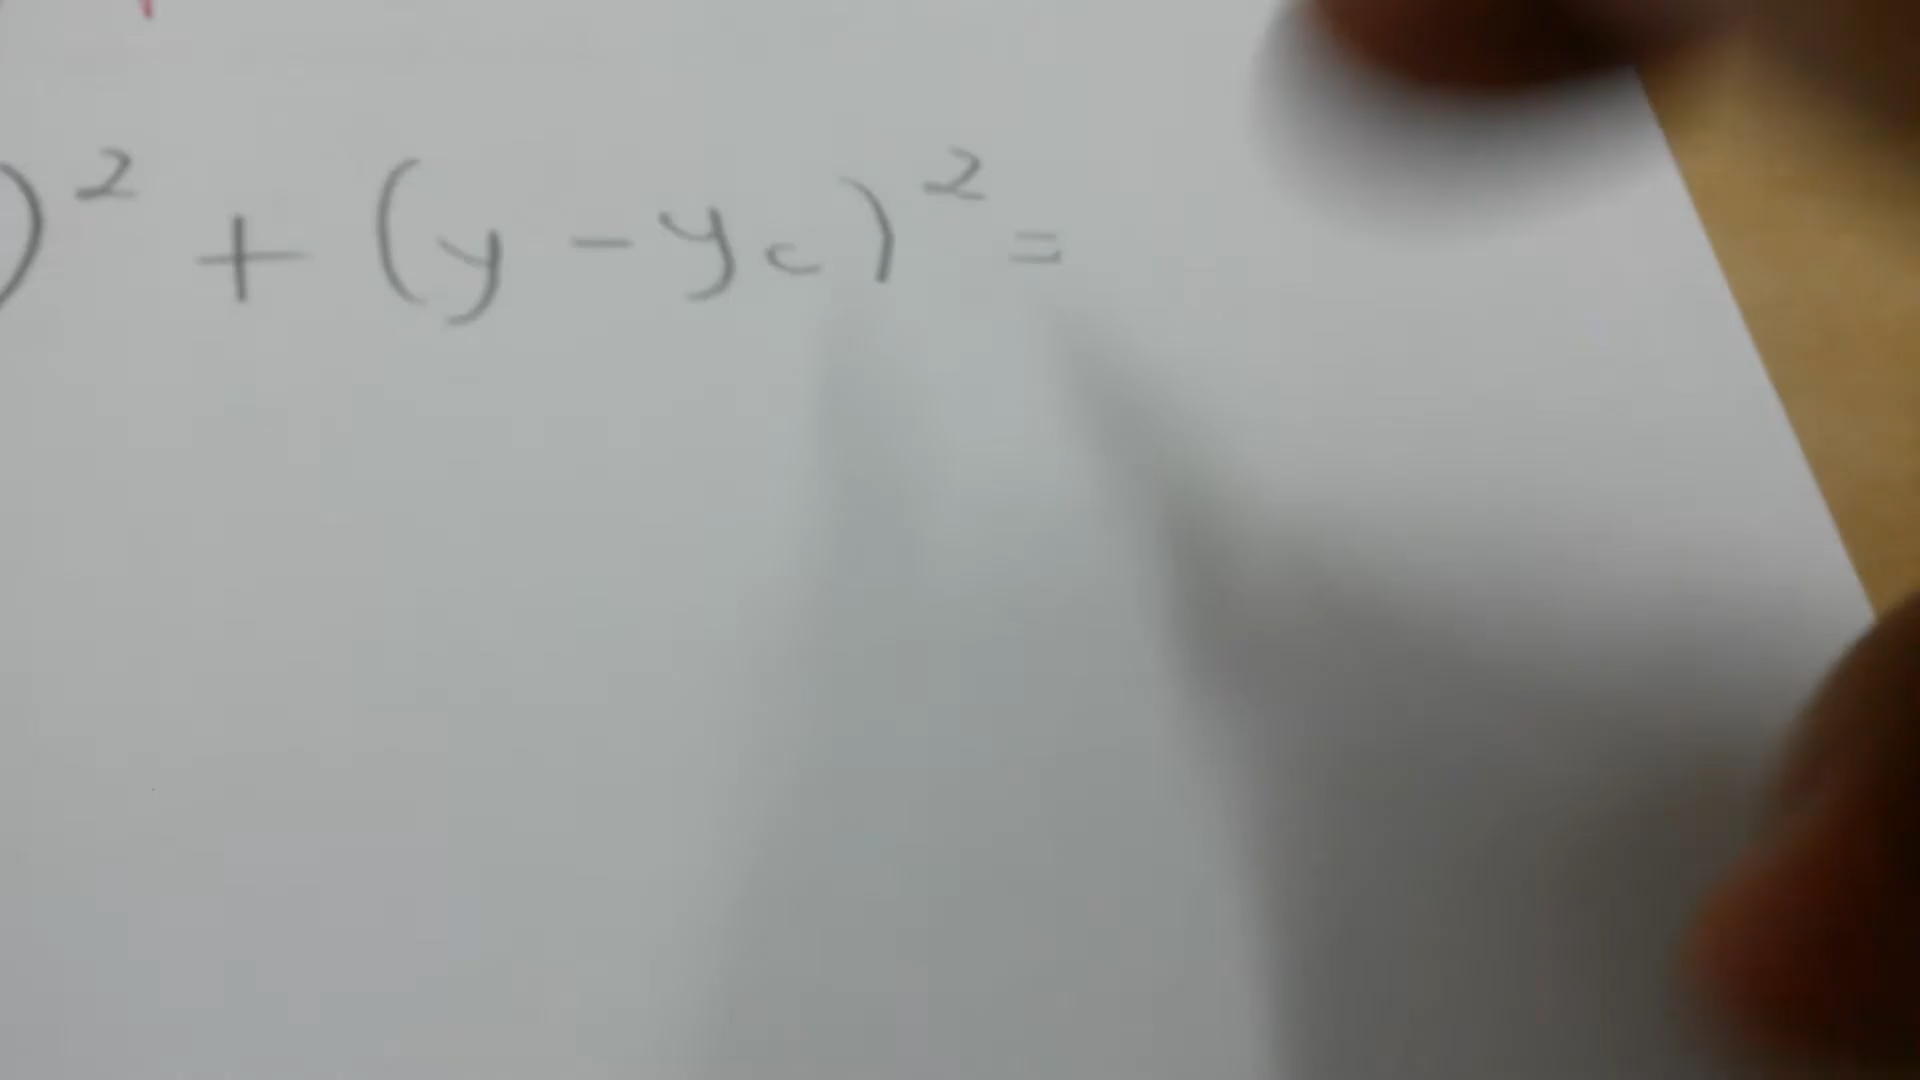 )² + (y - yc)² =